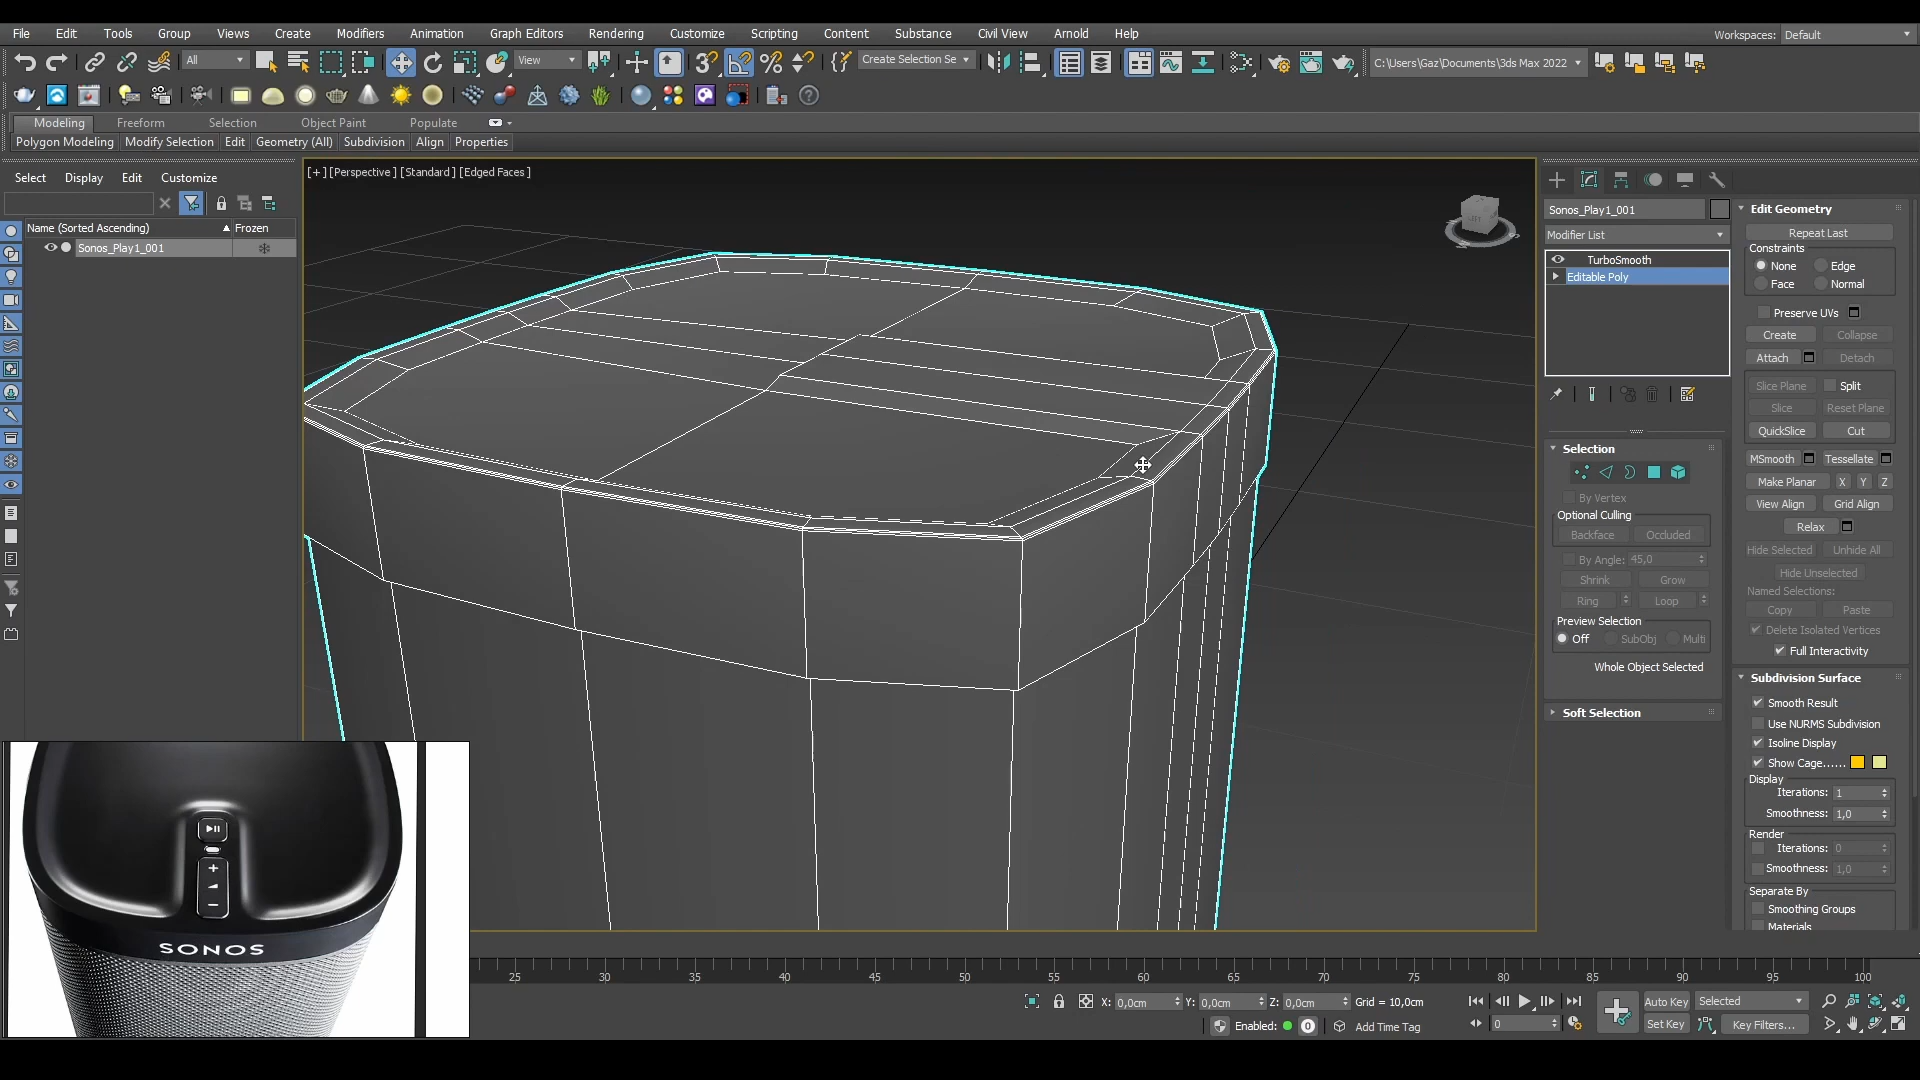 File Edit Tools Group Views Create Modifiers Animation Graph Editors Rendering Customize Scripting Content Substance Civil View Arnold Help
Workspaces: Default
All View Create Selection Se C:\Users\Gaz\Documents\3ds Max 2022
Modeling Freeform Selection Object Paint Populate
Polygon Modeling Modify Selection Edit Geometry (All) Subdivision Align Properties
Select Display Edit Customize
Name (Sorted Ascending) Frozen
Sonos_Play1_001
[+] [Perspective] [Standard] [Edged Faces]
Sonos_Play1_001
Modifier List
TurboSmooth
Editable Poly
Selection
By Vertex
Optional Culling
Backface Occluded
By Angle: 45,0
Shrink Grow
Ring Loop
Preview Selection
Off SubObj Multi
Whole Object Selected
Soft Selection
Edit Geometry
Repeat Last
Constraints
None Edge
Face Normal
Preserve UVs
Create Collapse
Attach Detach
Slice Plane Split
Slice Reset Plane
QuickSlice Cut
MSmooth Tessellate
Make Planar X Y Z
View Align Grid Align
Relax
Hide Selected Unhide All
Hide Unselected
Named Selections:
Copy Paste
Delete Isolated Vertices
Full Interactivity
Subdivision Surface
Smooth Result
Use NURMS Subdivision
Isoline Display
Show Cage......
Display
Iterations: 1
Smoothness: 1,0
Render
Iterations: 0
Smoothness: 1,0
Separate By
Smoothing Groups
Materials
SONOS
25 30 35 40 45 50 55 60 65 70 75 80 85 90 95 100
X: 0,0cm Y: 0,0cm Z: 0,0cm Grid = 10,0cm
Enabled: 0 Add Time Tag
Auto Key Selected
0 Set Key Key Filters...